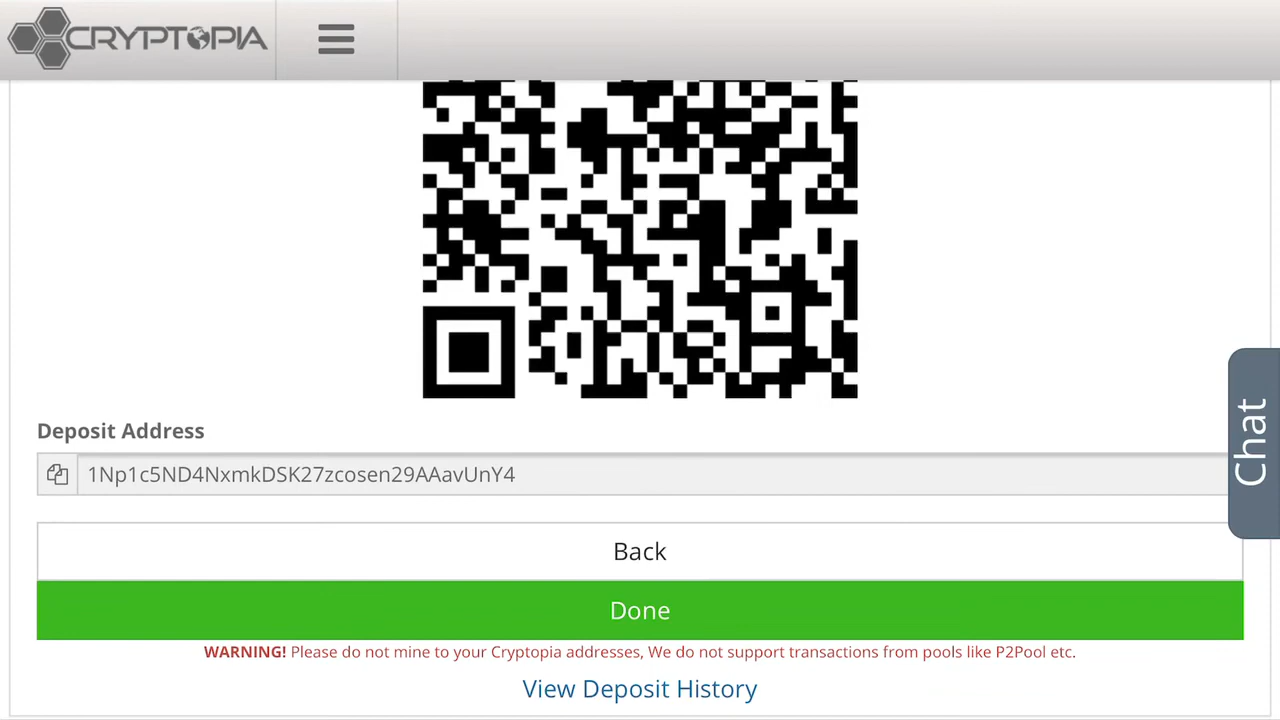 CRYPTOPIA
Deposit Address
1Np1c5ND4NxmkDSK27zcosen29AAavUnY4
Chat
Back
Done
WARNING! Please do not mine to your Cryptopia addresses, We do not support transactions from pools like P2Pool etc.
View Deposit History